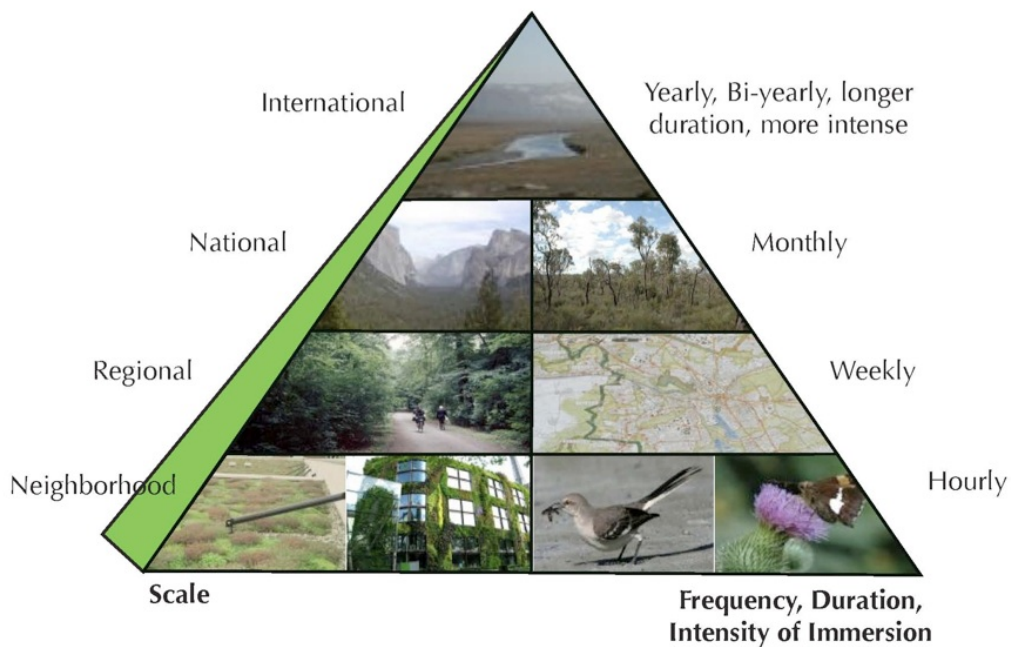 International
Yearly, Bi-yearly, longer
duration, more intense
National
Monthly
Regional
Weekly
Neighborhood
Hourly
Scale
Frequency, Duration,
Intensity of Immersion